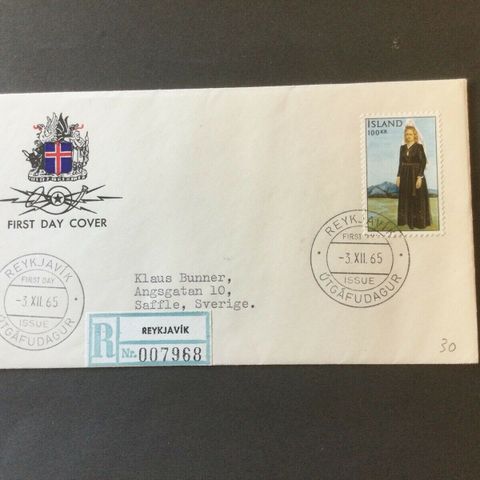 FIRST DAY COVER
ÍSLAND
100 KR
REYKJAVÍK
FIRST DAY
-3.XII.65
ISSUE
ÚTGÁFUDAGUR
REYKJAVÍK
FIRST DAY
-3.XII.65
ISSUE
ÚTGÁFUDAGUR
Klaus Bunner,
Angsgatan 10,
Saffle, Sverige.
R
REYKJAVÍK
Nr. 007968
30